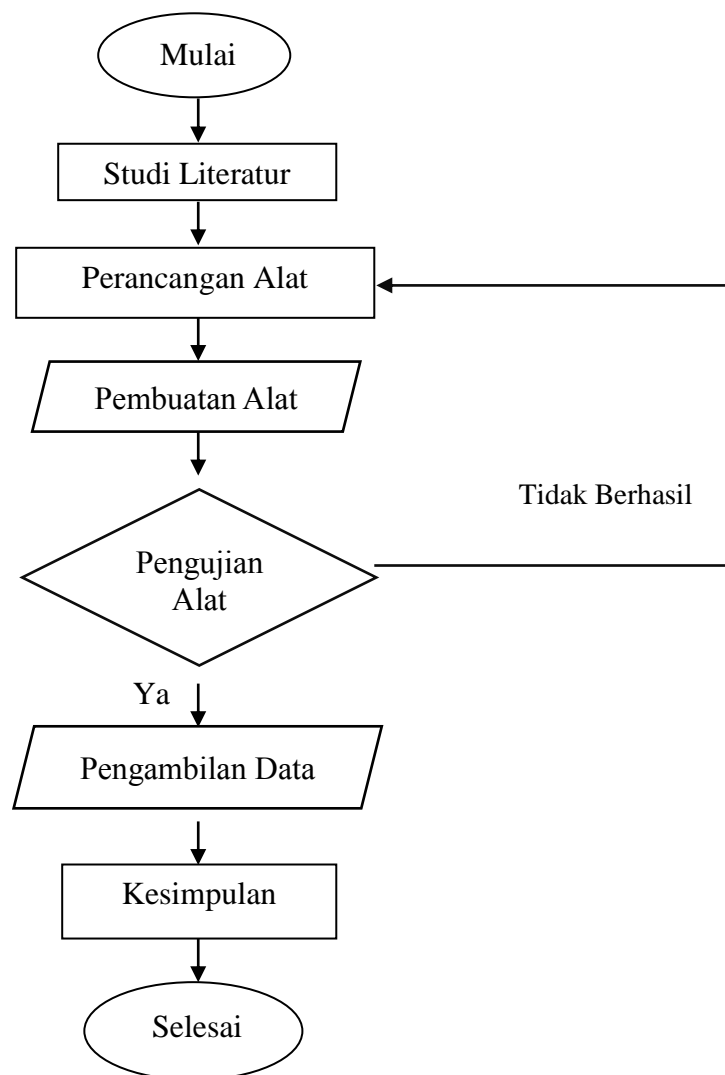 Mulai
Studi Literatur
Perancangan Alat
Pembuatan Alat
Tidak Berhasil
Pengujian
Alat
Ya
Pengambilan Data
Kesimpulan
Selesai